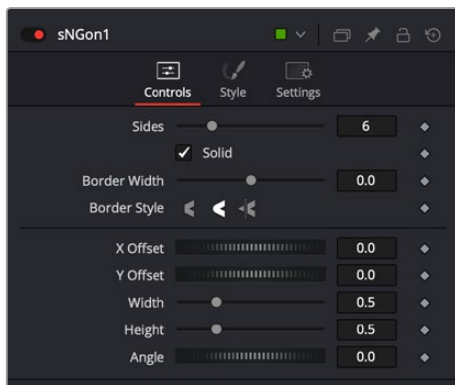 sNGon1
Controls Style Settings
Sides 6
Solid
Border Width 0.0
Border Style
X Offset 0.0
Y Offset 0.0
Width 0.5
Height 0.5
Angle 0.0